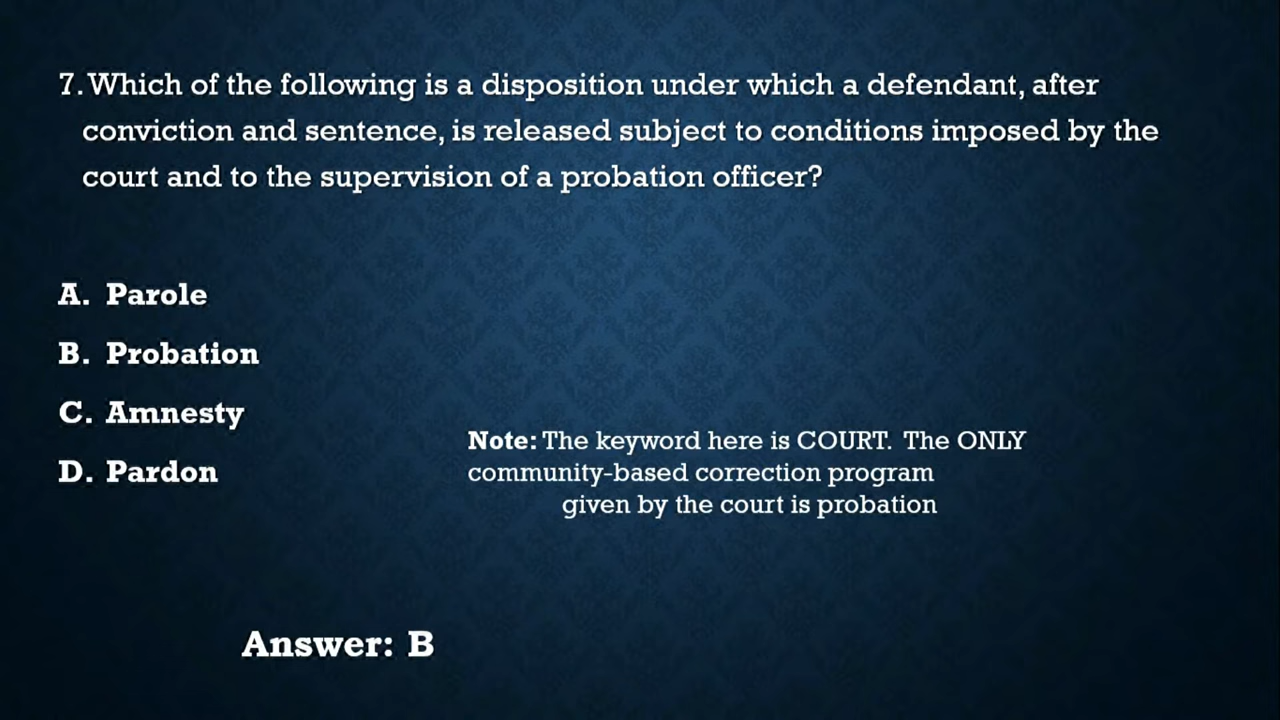 7. Which of the following is a disposition under which a defendant, after
conviction and sentence, is released subject to conditions imposed by the
court and to the supervision of a probation officer?
A. Parole
B. Probation
C. Amnesty
D. Pardon
Note: The keyword here is COURT. The ONLY
community-based correction program
given by the court is probation
Answer: B